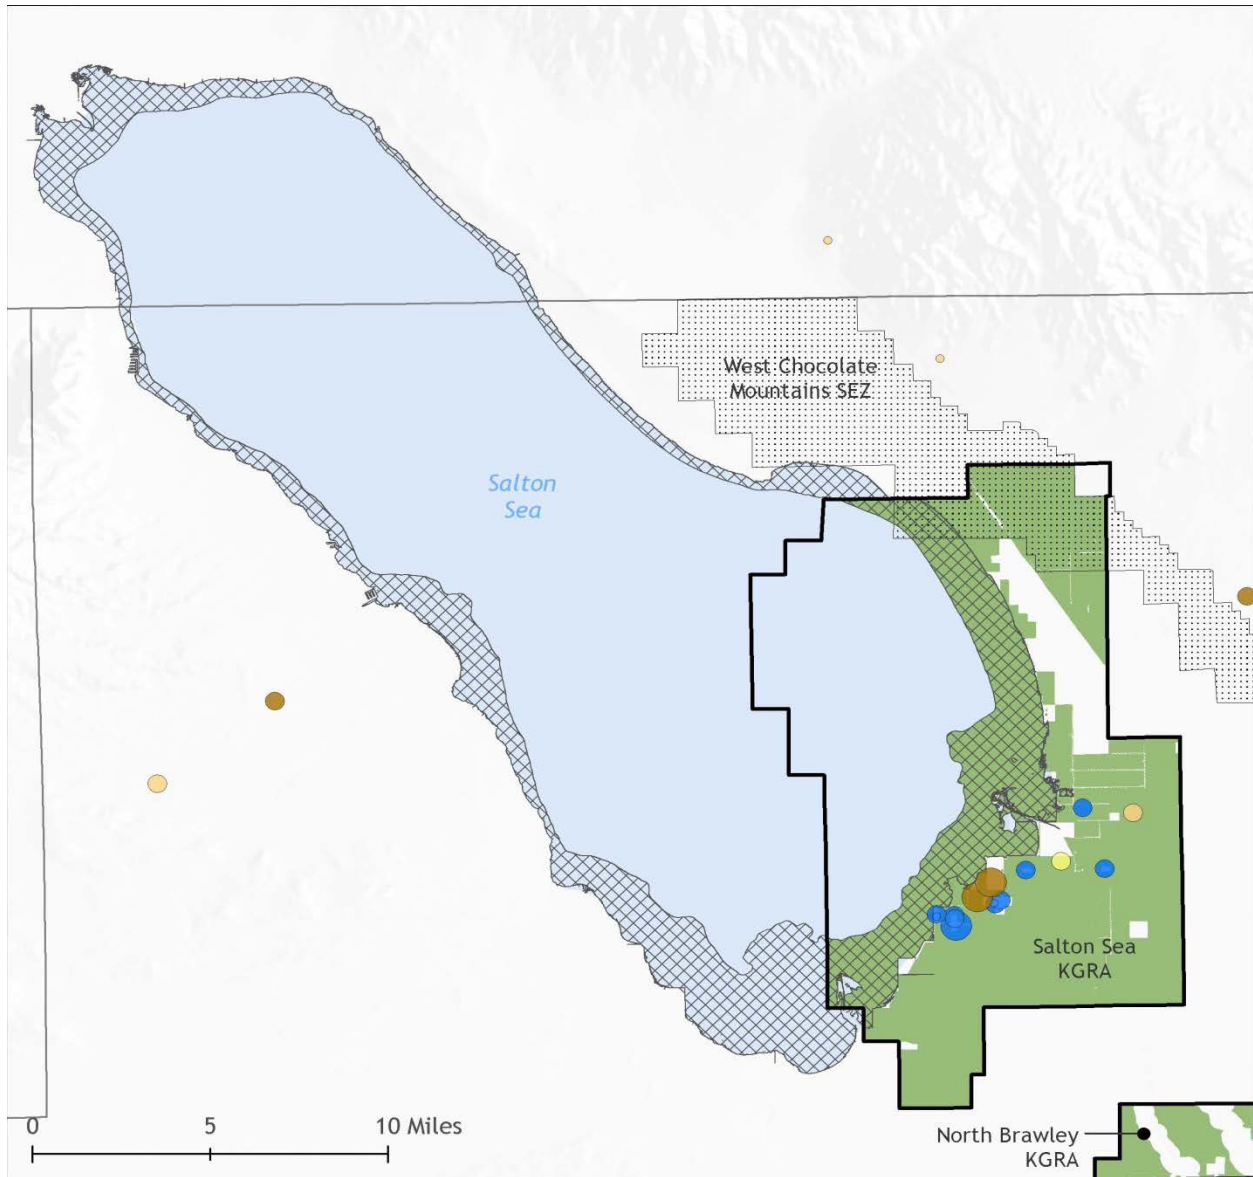 West Chocolate
Mountains SEZ
Salton
Sea
Salton Sea
KGRA
0 5 10 Miles
North Brawley
KGRA